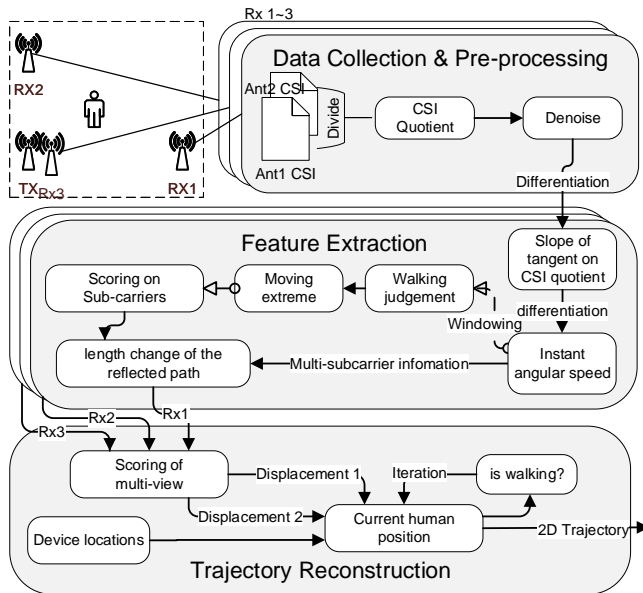 Rx 1~3
Data Collection & Pre-processing
RX2
Ant2 CSI
Divide
CSI
Quotient
Denoise
TX
Rx3
RX1
Ant1 CSI
Differentiation
Feature Extraction
Slope of
tangent on
CSI quotient
Scoring on
Sub-carriers
Moving
extreme
Walking
judgement
Windowing
differentiation
length change of the
reflected path
Multi-subcarrier infomation
Instant
angular speed
Rx1
Rx2
Rx3
Scoring of
multi-view
Displacement 1
Iteration
is walking?
Displacement 2
Current human
position
2D Trajectory
Device locations
Trajectory Reconstruction